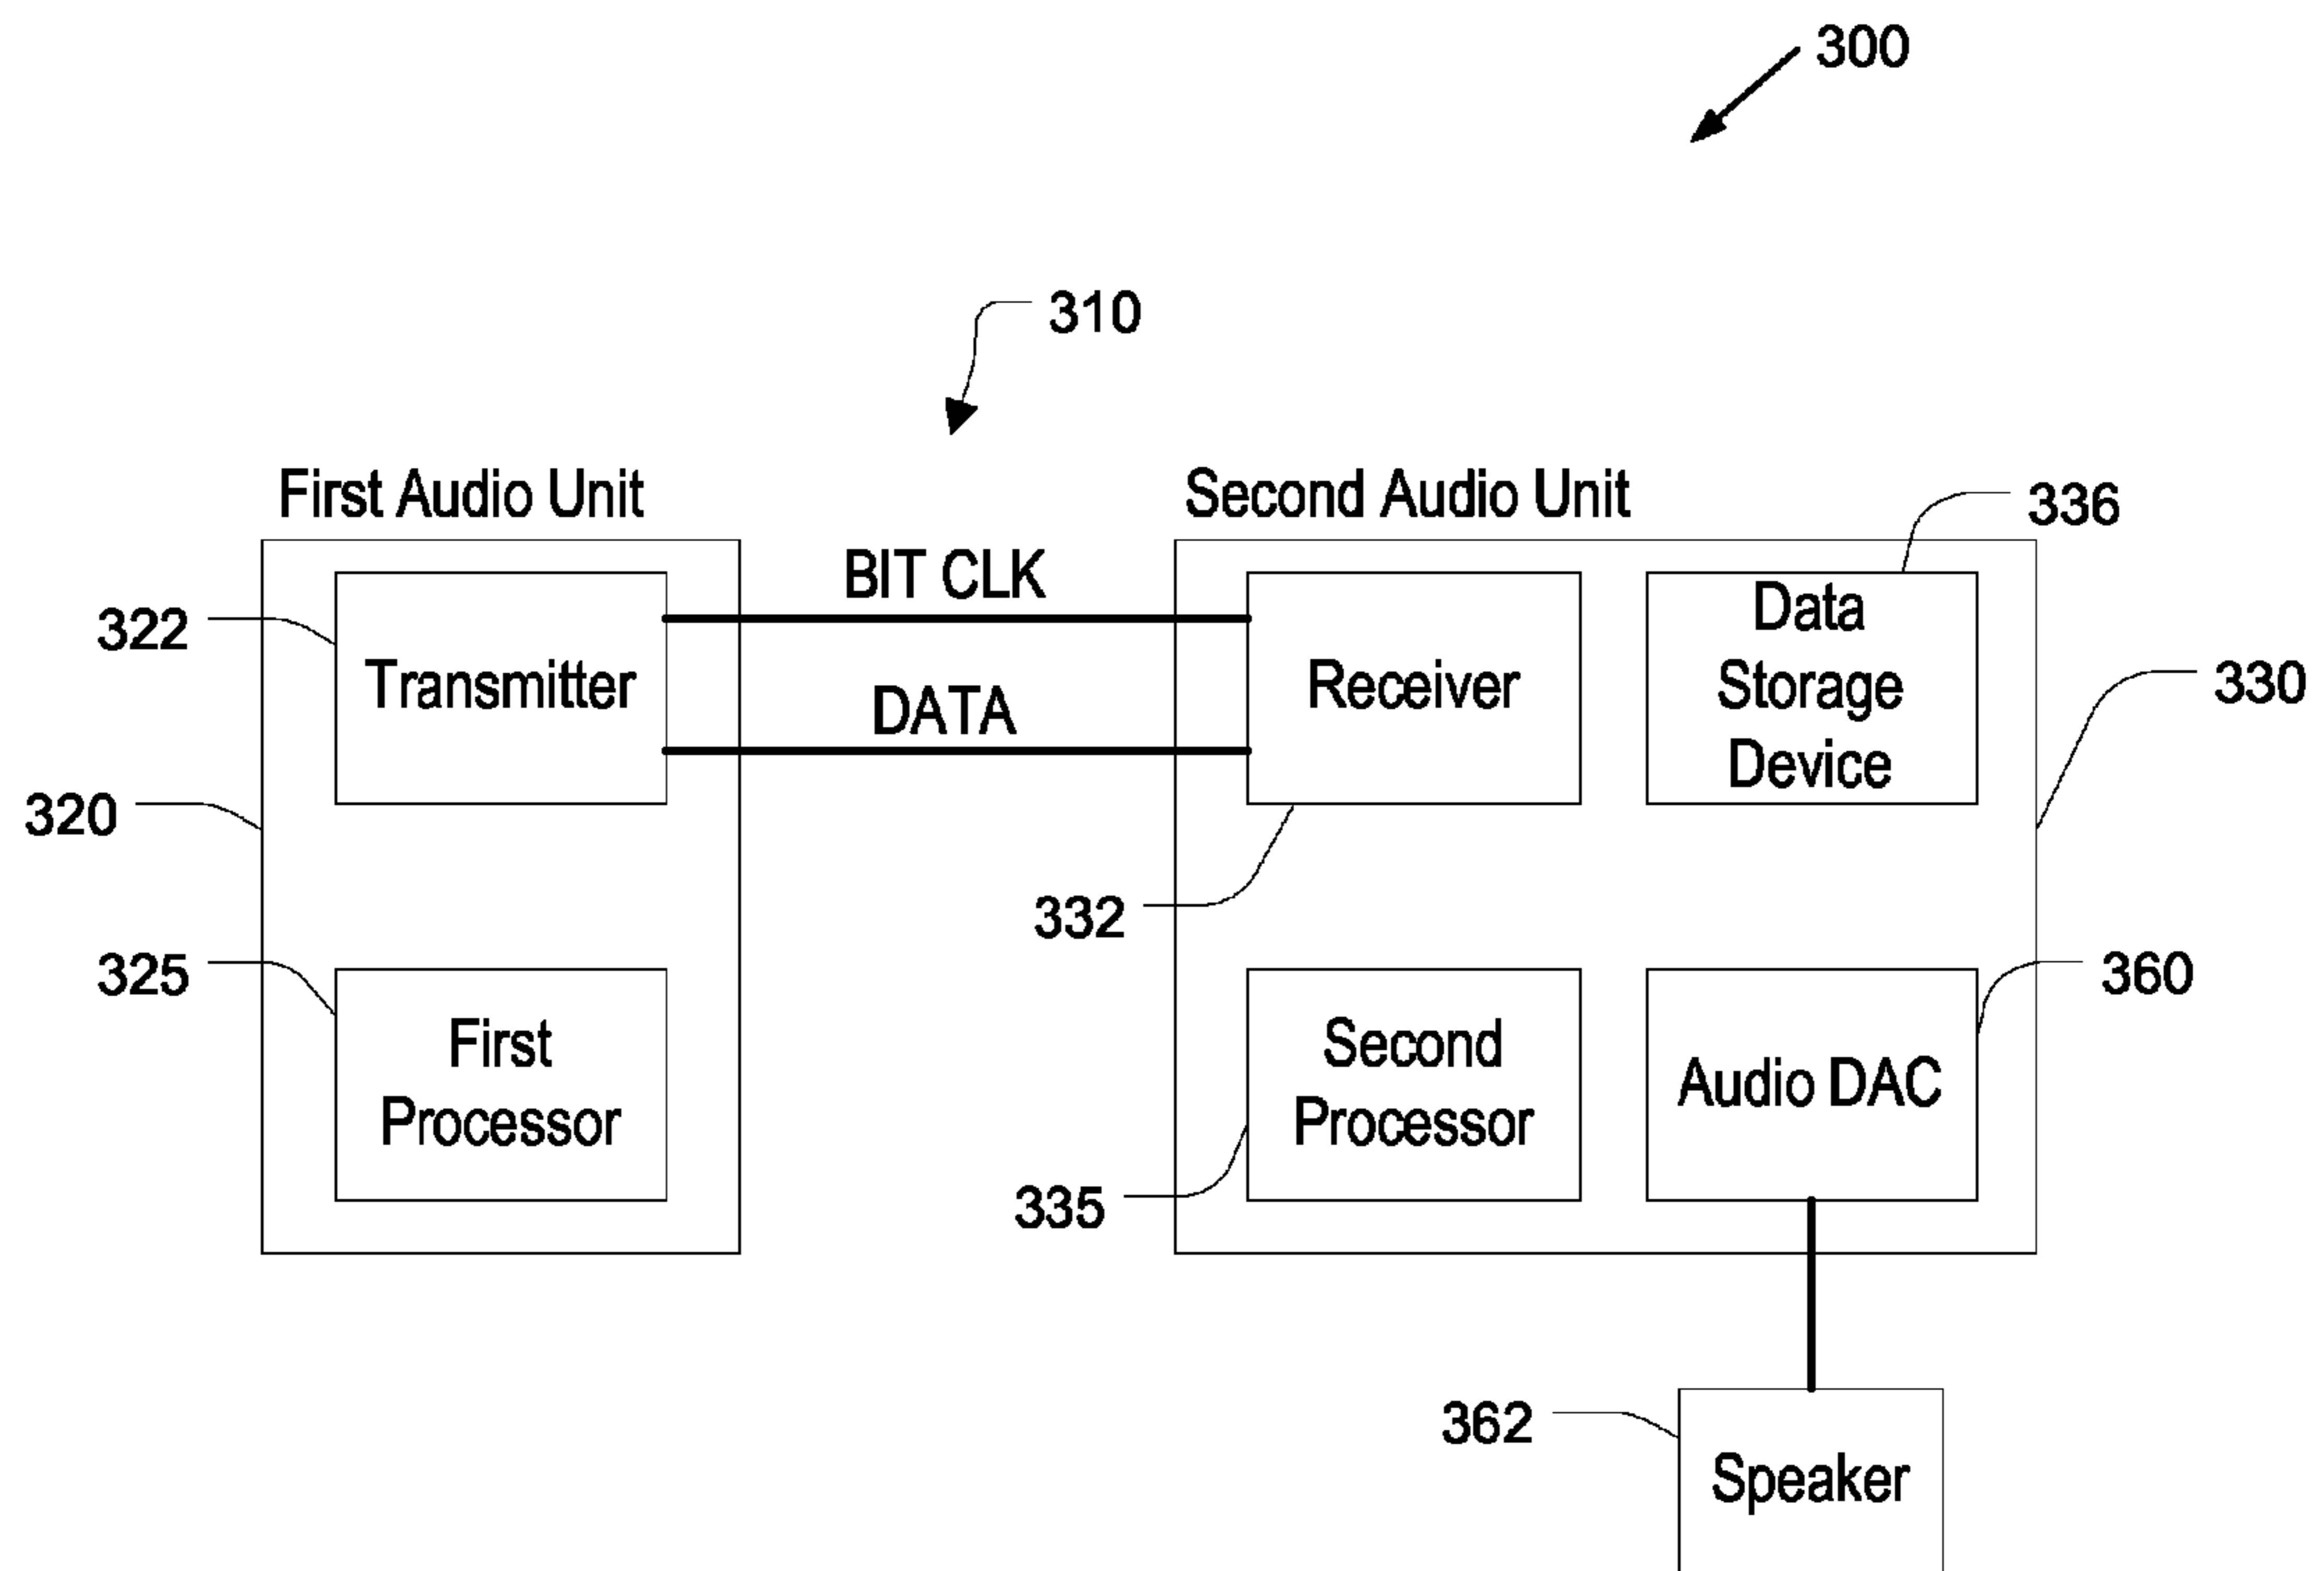 300
310
First Audio Unit
Second Audio Unit
336
BIT CLK
322
Transmitter
DATA
Receiver
Data
Storage
Device
330
320
332
325
First
Processor
Second
Processor
335
Audio DAC
360
362
Speaker